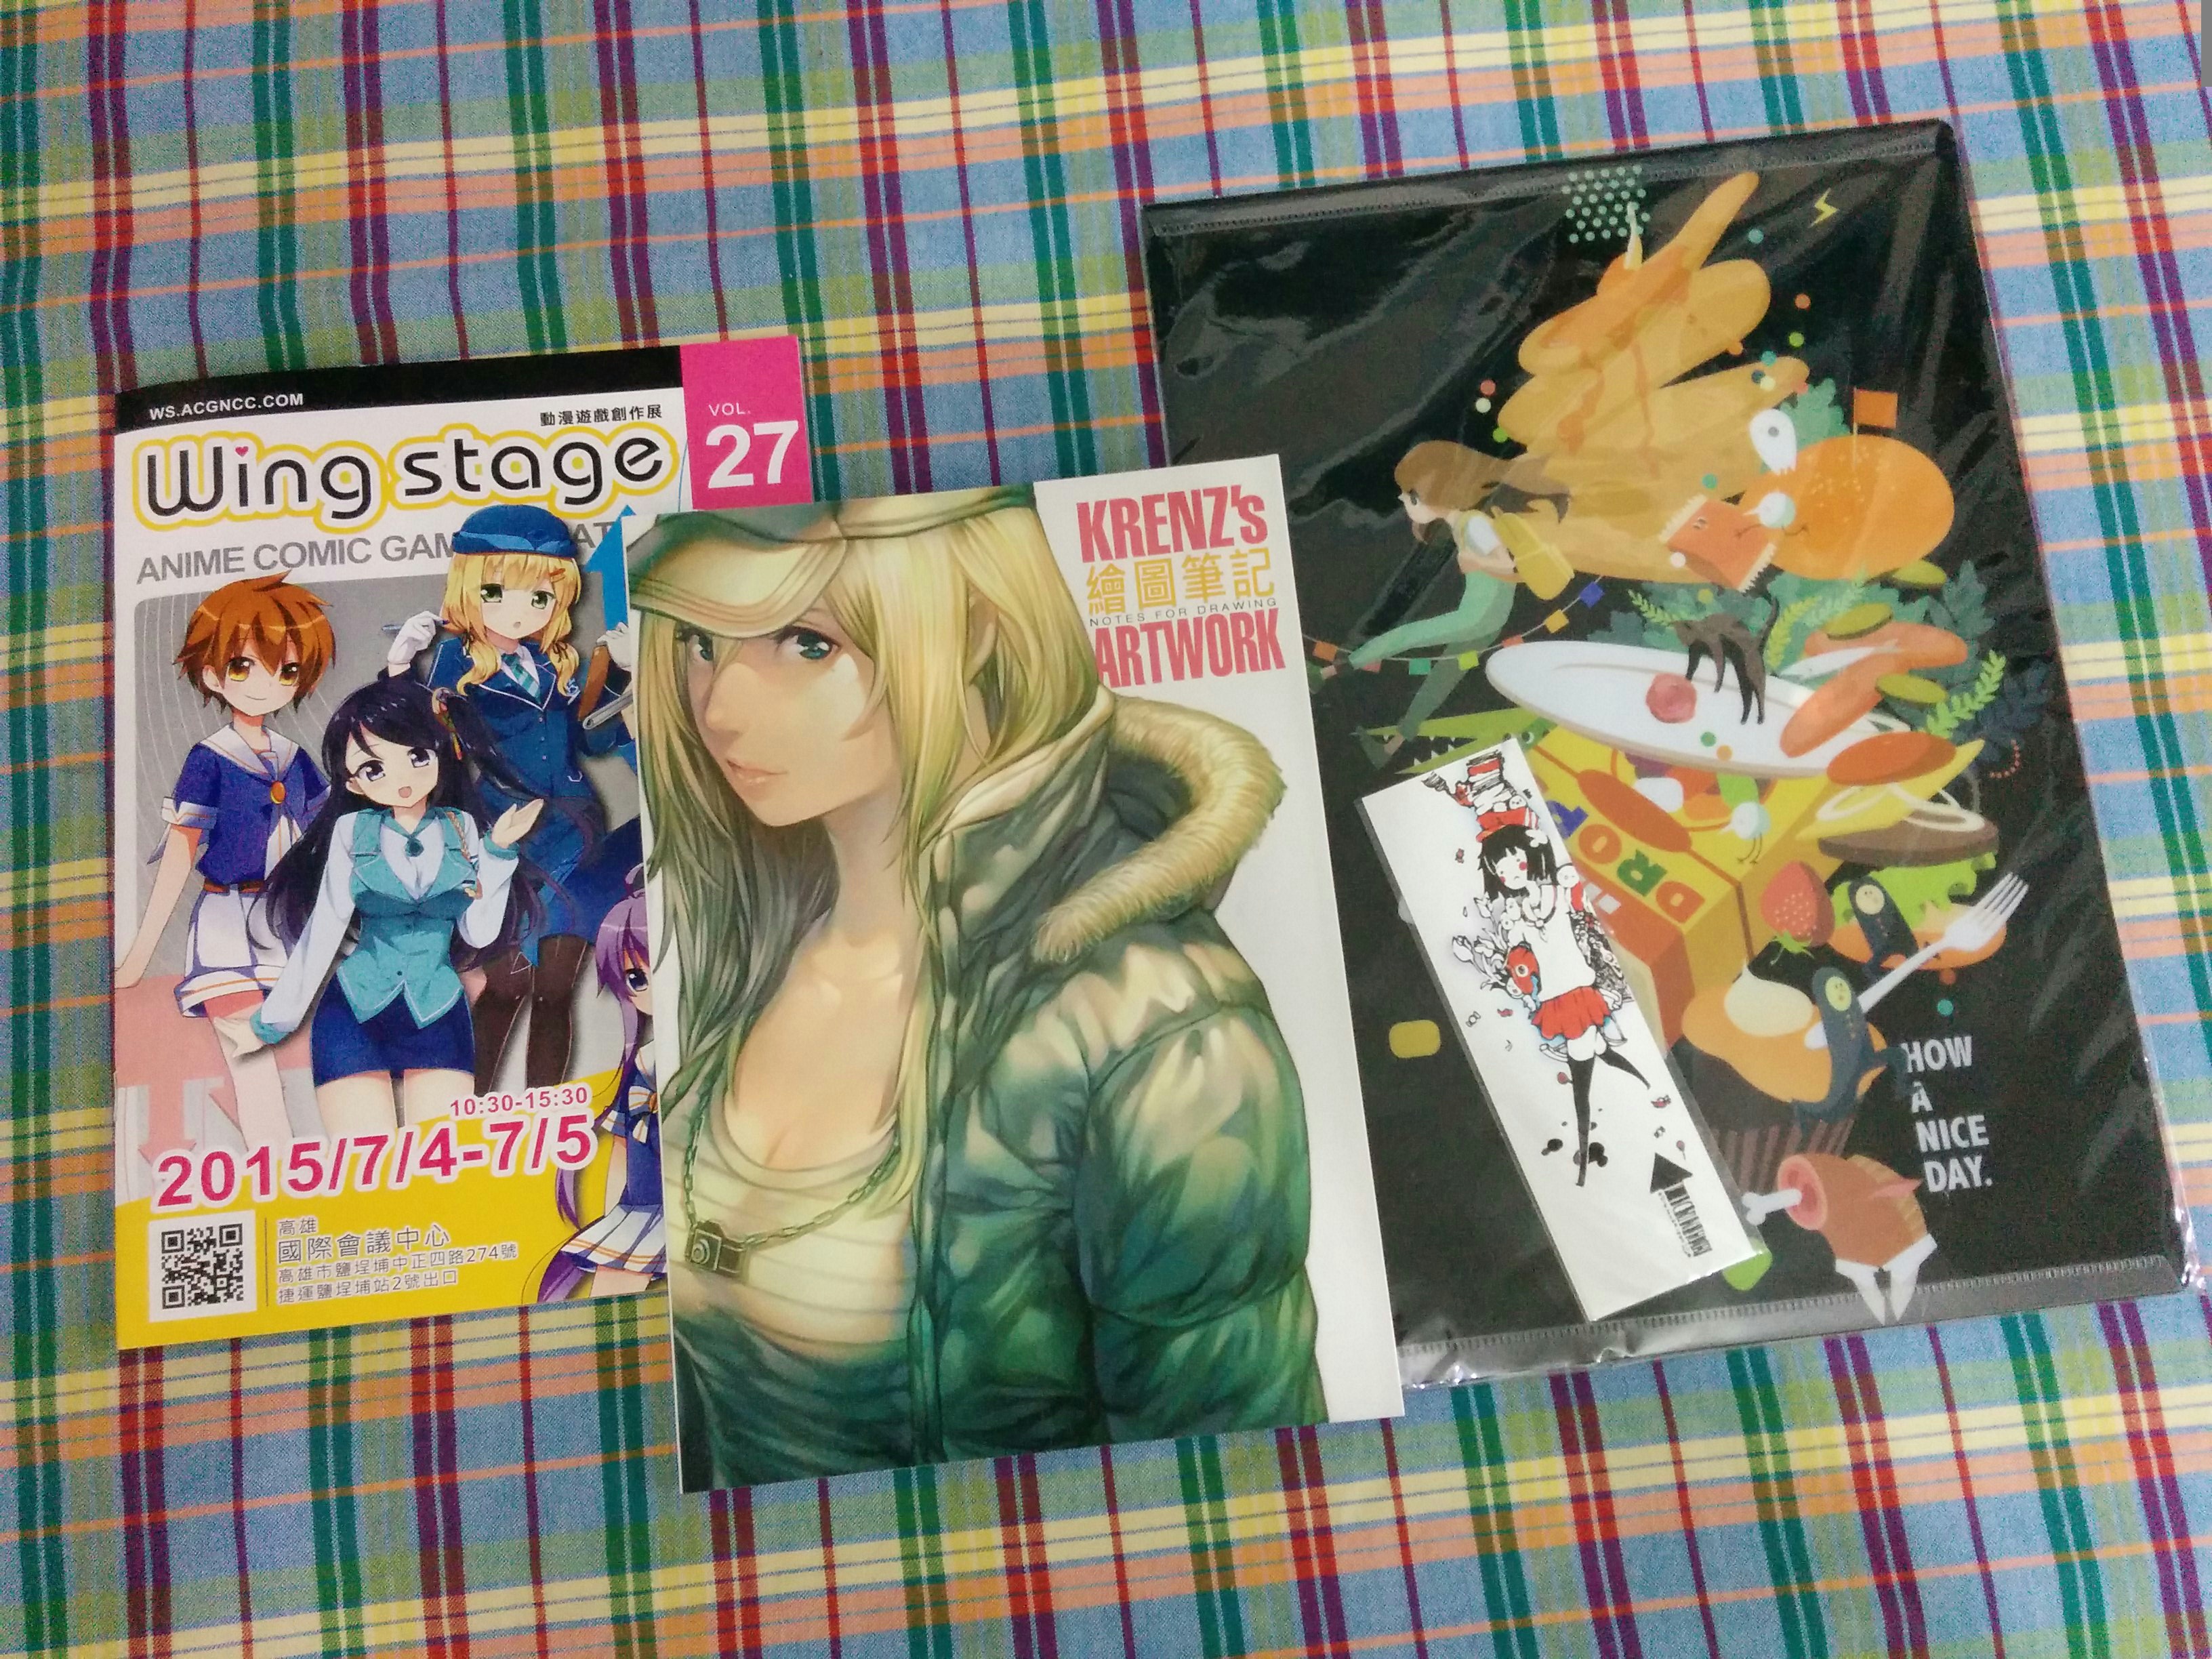 WS.ACGNCC.COM
動漫遊戲創作展
VOL.
27
Wing stage
ANIME COMIC GAM
10:30-15:30
2015/7/4-7/5
高雄
國際會議中心
高雄市鹽埕埔中正四路274號
捷運鹽埕埔站2號出口
KRENZ's
繪圖筆記
NOTES FOR DRAWING
ARTWORK
DRO
HOW
A
NICE
DAY.